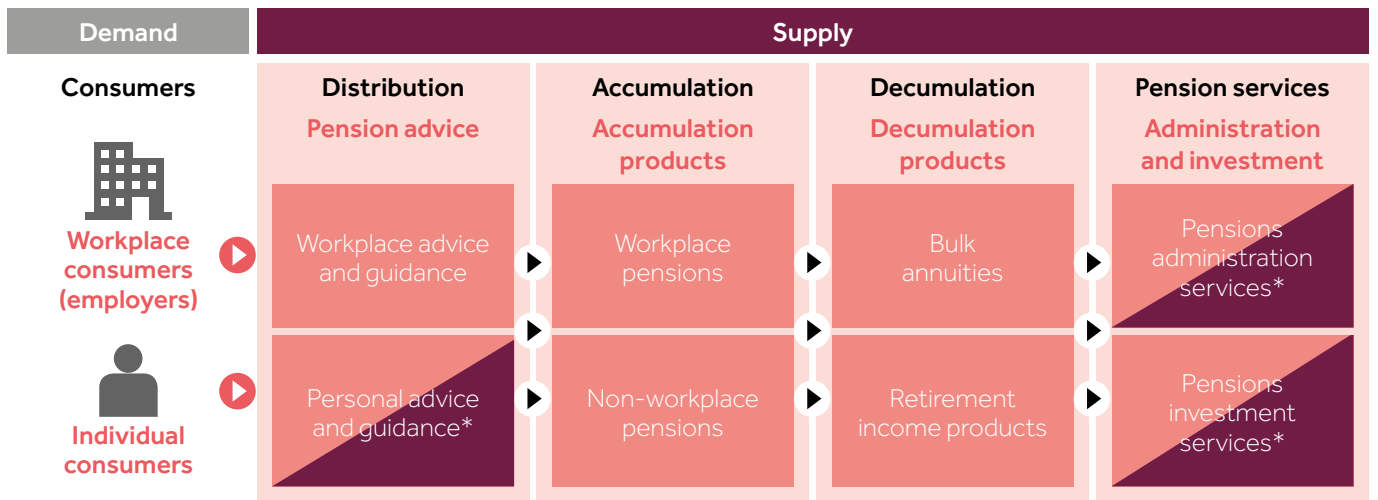 Demand
Supply
Consumers
Workplace
consumers
(employers)
Individual
consumers
Distribution
Pension advice
Workplace advice
and guidance
Personal advice
and guidance*
Accumulation
Accumulation
products
Workplace
pensions
Non-workplace
pensions
Decumulation
Decumulation
products
Bulk
annuities
Retirement
income products
Pension services
Administration
and investment
Pensions
administration
services*
Pensions
investment
services*